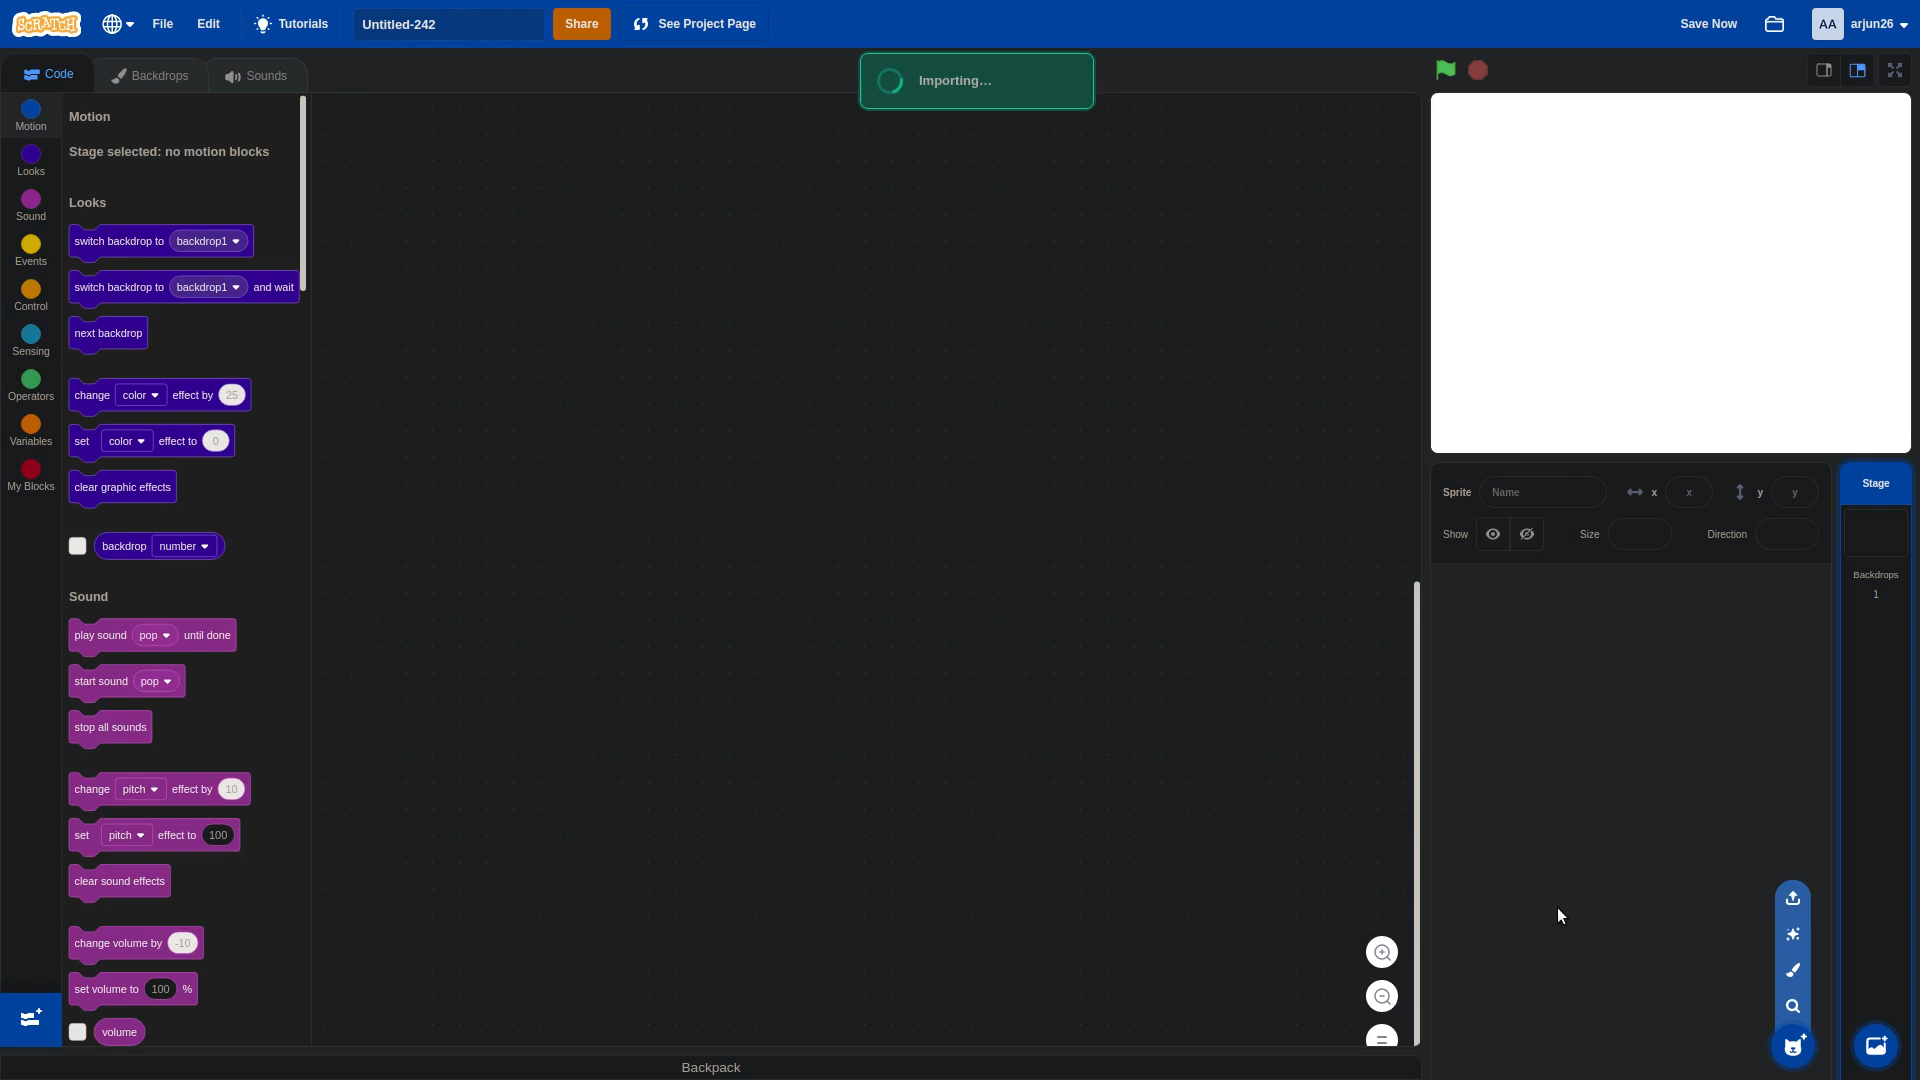 SCRATCH
File
Edit
Tutorials
Untitled-242
Share
See Project Page
Save Now
AA
arjun26
Code
Backdrops
Sounds
Importing...
Motion
Looks
Sound
Events
Control
Sensing
Operators
Variables
My Blocks
Motion
Stage selected: no motion blocks
Looks
switch backdrop to backdrop1
switch backdrop to backdrop1 and wait
next backdrop
change color effect by 25
set color effect to 0
clear graphic effects
backdrop number
Sound
play sound pop until done
start sound pop
stop all sounds
change pitch effect by 10
set pitch effect to 100
clear sound effects
change volume by -10
set volume to 100 %
volume
Backpack
Sprite Name x x y y
Show Size Direction
Stage
Backdrops
1